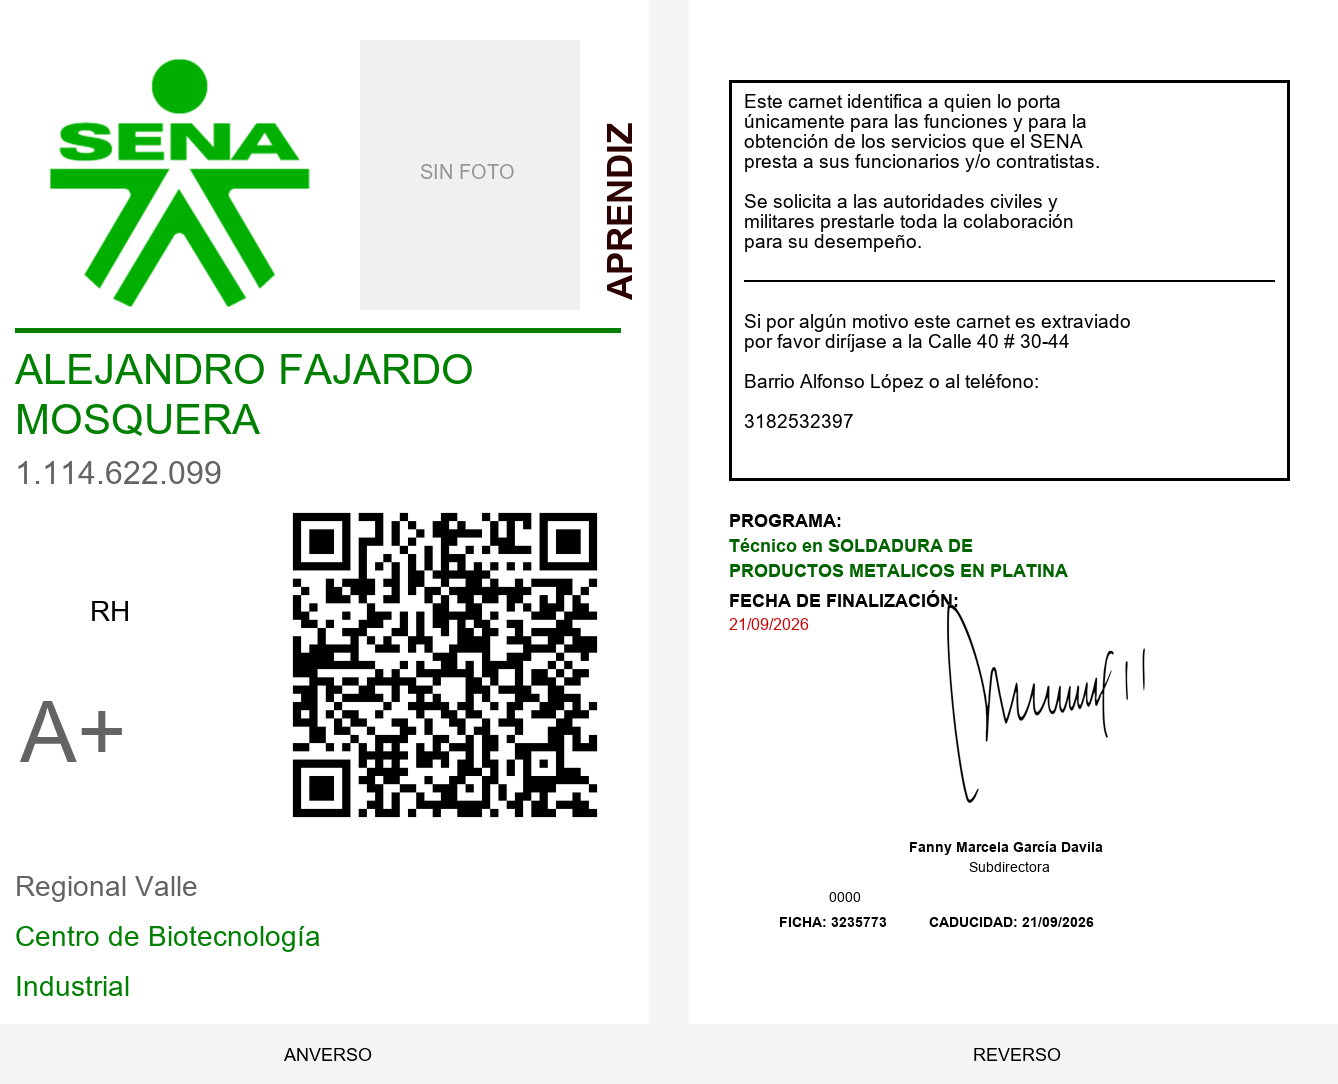 SENA
SIN FOTO
APRENDIZ
ALEJANDRO FAJARDO
MOSQUERA
1.114.622.099
RH
A+
Regional Valle
Centro de Biotecnología
Industrial
ANVERSO
Este carnet identifica a quien lo porta
únicamente para las funciones y para la
obtención de los servicios que el SENA
presta a sus funcionarios y/o contratistas.
Se solicita a las autoridades civiles y
militares prestarle toda la colaboración
para su desempeño.
Si por algún motivo este carnet es extraviado
por favor diríjase a la Calle 40 # 30-44
Barrio Alfonso López o al teléfono:
3182532397
PROGRAMA:
Técnico en SOLDADURA DE
PRODUCTOS METALICOS EN PLATINA
FECHA DE FINALIZACIÓN:
21/09/2026
Fanny Marcela García Davila
Subdirectora
0000
FICHA: 3235773 CADUCIDAD: 21/09/2026
REVERSO